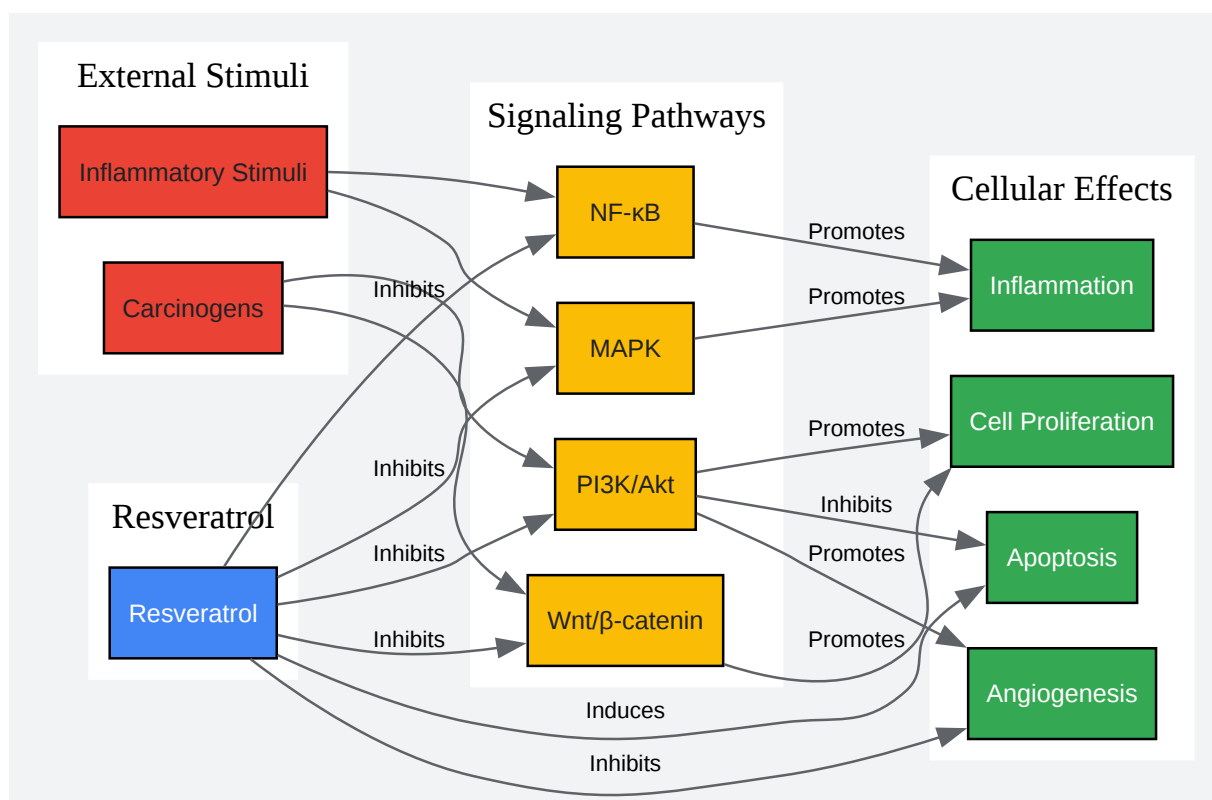 External Stimuli
Inflammatory Stimuli
Carcinogens
Resveratrol
Resveratrol
Signaling Pathways
NF-κB
MAPK
PI3K/Akt
Wnt/β-catenin
Cellular Effects
Inflammation
Cell Proliferation
Apoptosis
Angiogenesis
Inhibits
Inhibits
Inhibits
Inhibits
Induces
Inhibits
Promotes
Promotes
Promotes
Inhibits
Promotes
Promotes